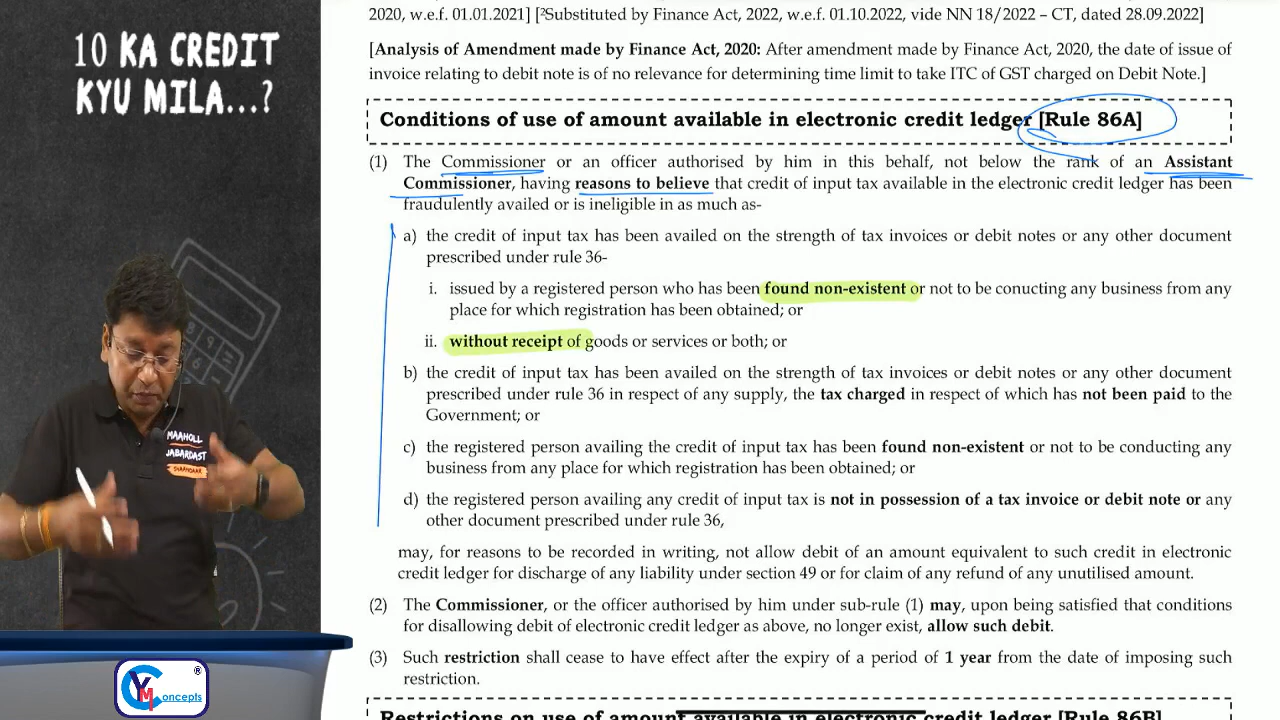 10 KA CREDIT
KYU MILA...?
2020, w.e.f. 01.01.2021] [²Substituted by Finance Act, 2022, w.e.f. 01.10.2022, vide NN 18/2022 – CT, dated 28.09.2022]
[Analysis of Amendment made by Finance Act, 2020: After amendment made by Finance Act, 2020, the date of issue of
invoice relating to debit note is of no relevance for determining time limit to take ITC of GST charged on Debit Note.]
Conditions of use of amount available in electronic credit ledger [Rule 86A]
(1) The Commissioner or an officer authorised by him in this behalf, not below the rank of an Assistant
Commissioner, having reasons to believe that credit of input tax available in the electronic credit ledger has been
fraudulently availed or is ineligible in as much as-
a) the credit of input tax has been availed on the strength of tax invoices or debit notes or any other document
prescribed under rule 36-
i. issued by a registered person who has been found non-existent or not to be conucting any business from any
place for which registration has been obtained; or
ii. without receipt of goods or services or both; or
b) the credit of input tax has been availed on the strength of tax invoices or debit notes or any other document
prescribed under rule 36 in respect of any supply, the tax charged in respect of which has not been paid to the
Government; or
c) the registered person availing the credit of input tax has been found non-existent or not to be conducting any
business from any place for which registration has been obtained; or
d) the registered person availing any credit of input tax is not in possession of a tax invoice or debit note or any
other document prescribed under rule 36,
may, for reasons to be recorded in writing, not allow debit of an amount equivalent to such credit in electronic
credit ledger for discharge of any liability under section 49 or for claim of any refund of any unutilised amount.
(2) The Commissioner, or the officer authorised by him under sub-rule (1) may, upon being satisfied that conditions
for disallowing debit of electronic credit ledger as above, no longer exist, allow such debit.
(3) Such restriction shall cease to have effect after the expiry of a period of 1 year from the date of imposing such
restriction.
Restrictions on use of amount available in electronic credit ledger [Rule 86B]
MAAHOLL
JABARDAST
YM Concepts ®